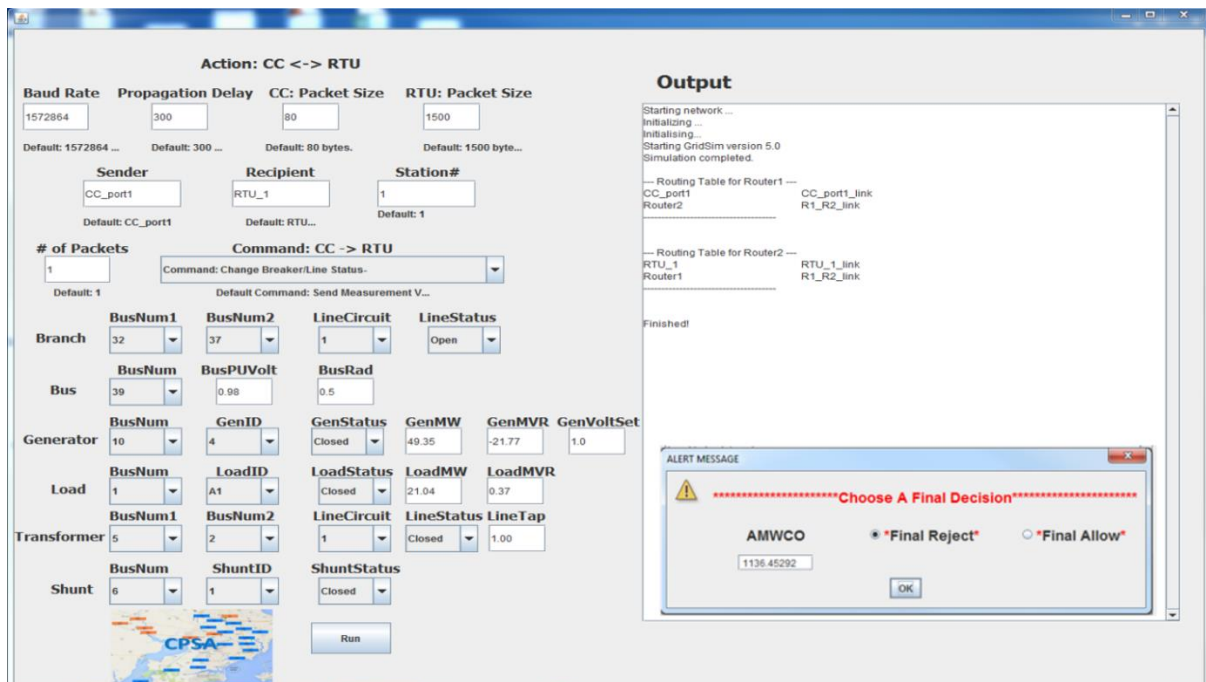 Action: CC <-> RTU
Baud Rate Propagation Delay CC: Packet Size RTU: Packet Size
1572864 300 80 1500
Default: 1572864 ... Default: 300 ... Default: 80 bytes. Default: 1500 byte...
Sender Recipient Station#
CC_port1 RTU_1 1
Default: CC_port1 Default: RTU... Default: 1
# of Packets Command: CC -> RTU
1 Command: Change Breaker/Line Status-
Default: 1 Default Command: Send Measurement V...
BusNum1 BusNum2 LineCircuit LineStatus
Branch 32 37 1 Open
BusNum BusPUVolt BusRad
Bus 39 0.98 0.5
BusNum GenID GenStatus GenMW GenMVR GenVoltSet
Generator 10 4 Closed 49.35 -21.77 1.0
BusNum LoadID LoadStatus LoadMW LoadMVR
Load 1 A1 Closed 21.04 0.37
BusNum1 BusNum2 LineCircuit LineStatus LineTap
Transformer 5 2 1 Closed 1.00
BusNum ShuntID ShuntStatus
Shunt 6 1 Closed
CPSA
Run
Output
Starting network ...
Initializing ...
Initialising...
Starting GridSim version 5.0
Simulation completed.
--- Routing Table for Router1 ---
CC_port1 CC_port1_link
Router2 R1_R2_link
--- Routing Table for Router2 ---
RTU_1 RTU_1_link
Router1 R1_R2_link
Finished!
ALERT MESSAGE
***********************Choose A Final Decision***********************
AMWCO *Final Reject* *Final Allow*
1136.45292
OK